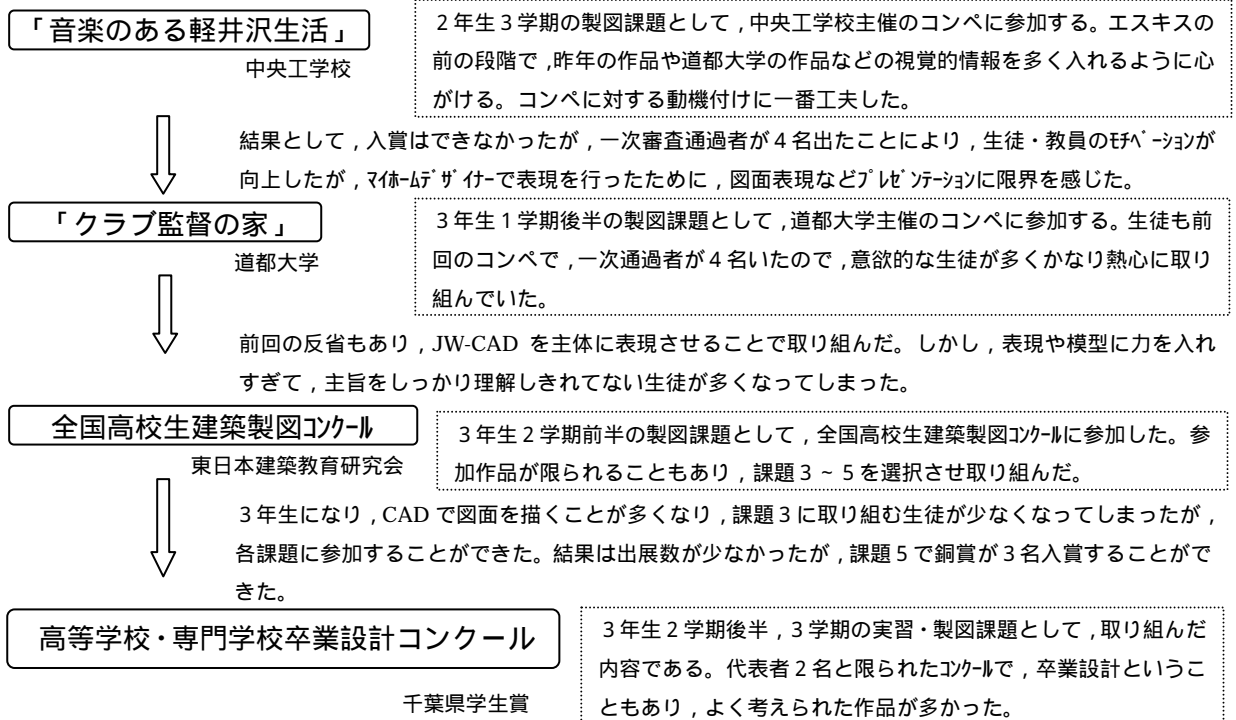 「音楽のある軽井沢生活」
中央工学校
２年生３学期の製図課題として，中央工学校主催のコンペに参加する。エスキスの
前の段階で，昨年の作品や道都大学の作品などの視覚的情報を多く入れるように心
がける。コンペに対する動機付けに一番工夫した。
結果として，入賞はできなかったが，一次審査通過者が４名出たことにより，生徒・教員のﾓﾁﾍﾞｰｼｮﾝが
向上したが，ﾏｲﾎｰﾑﾃﾞｻﾞｲﾅｰで表現を行ったために，図面表現などﾌﾟﾚｾﾞﾝﾃｰｼｮﾝに限界を感じた。
「クラブ監督の家」
道都大学
３年生１学期後半の製図課題として，道都大学主催のコンペに参加する。生徒も前
回のコンペで，一次通過者が４名いたので，意欲的な生徒が多くかなり熱心に取り
組んでいた。
前回の反省もあり，JW-CAD を主体に表現させることで取り組んだ。しかし，表現や模型に力を入れ
すぎて，主旨をしっかり理解しきれてない生徒が多くなってしまった。
全国高校生建築製図ｺﾝｸｰﾙ
東日本建築教育研究会
３年生２学期前半の製図課題として，全国高校生建築製図ｺﾝｸｰﾙに参加した。参
加作品が限られることもあり，課題３～５を選択させ取り組んだ。
３年生になり，CAD で図面を描くことが多くなり，課題３に取り組む生徒が少なくなってしまったが，
各課題に参加することができた。結果は出展数が少なかったが，課題５で銅賞が３名入賞することがで
きた。
高等学校・専門学校卒業設計コンクール
千葉県学生賞
３年生２学期後半，３学期の実習・製図課題として，取り組んだ
内容である。代表者２名と限られたｺﾝｸｰﾙで，卒業設計というこ
ともあり，よく考えられた作品が多かった。